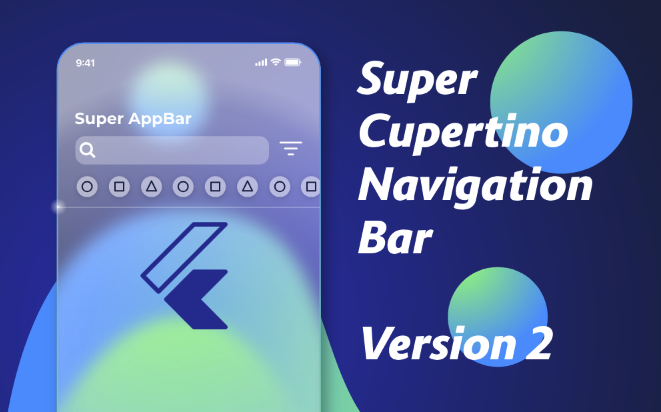 9:41
Super AppBar
Super
Cupertino
Navigation
Bar
Version 2